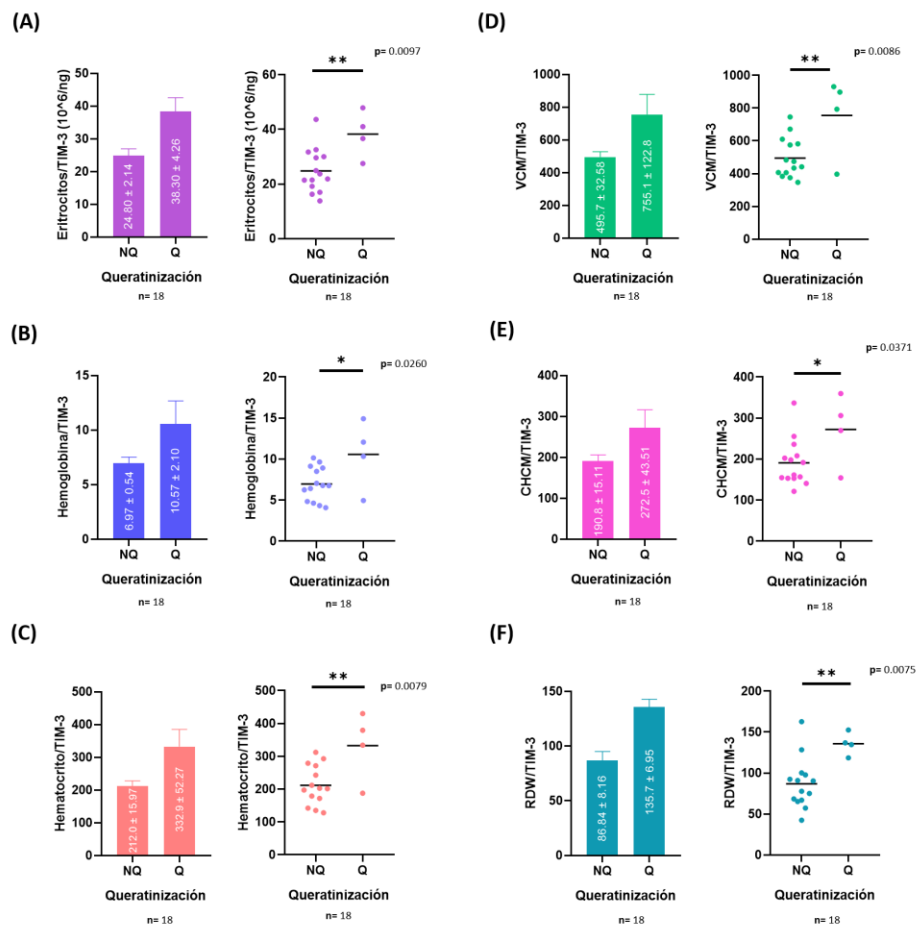 (A)
Eritrocitos/TIM-3 (10^6/ng)
50
40
30
20
10
0
24.80 ± 2.14
38.30 ± 4.26
NQ
Q
Queratinización
n= 18
Eritrocitos/TIM-3 (10^6/ng)
60
40
20
0
**
p= 0.0097
NQ
Q
Queratinización
n= 18
(D)
VCM/TIM-3
1000
800
600
400
200
0
495.7 ± 32.58
755.1 ± 122.8
NQ
Q
Queratinización
n= 18
VCM/TIM-3
1000
800
600
400
200
0
**
p= 0.0086
NQ
Q
Queratinización
n= 18
(B)
Hemoglobina/TIM-3
15
10
5
0
6.97 ± 0.54
10.57 ± 2.10
NQ
Q
Queratinización
n= 18
Hemoglobina/TIM-3
20
15
10
5
0
*
p= 0.0260
NQ
Q
Queratinización
n= 18
(E)
CHCM/TIM-3
400
300
200
100
0
190.8 ± 15.11
272.5 ± 43.51
NQ
Q
Queratinización
n= 18
CHCM/TIM-3
400
300
200
100
0
*
p= 0.0371
NQ
Q
Queratinización
n= 18
(C)
Hematocrito/TIM-3
500
400
300
200
100
0
212.0 ± 15.97
332.9 ± 52.27
NQ
Q
Queratinización
n= 18
Hematocrito/TIM-3
500
400
300
200
100
0
**
p= 0.0079
NQ
Q
Queratinización
n= 18
(F)
RDW/TIM-3
150
100
50
0
86.84 ± 8.16
135.7 ± 6.95
NQ
Q
Queratinización
n= 18
RDW/TIM-3
200
150
100
50
0
**
p= 0.0075
NQ
Q
Queratinización
n= 18